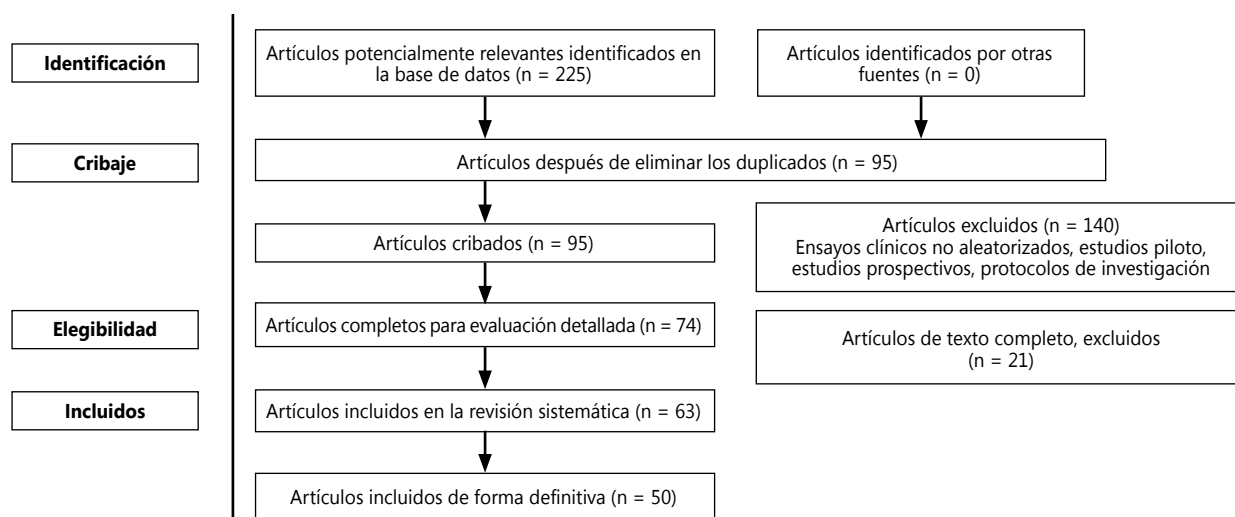 Identificación
Artículos potencialmente relevantes identificados en
la base de datos (n = 225)
Artículos identificados por otras
fuentes (n = 0)
Cribaje
Artículos después de eliminar los duplicados (n = 95)
Artículos cribados (n = 95)
Artículos excluidos (n = 140)
Ensayos clínicos no aleatorizados, estudios piloto,
estudios prospectivos, protocolos de investigación
Elegibilidad
Artículos completos para evaluación detallada (n = 74)
Artículos de texto completo, excluidos
(n = 21)
Incluidos
Artículos incluidos en la revisión sistemática (n = 63)
Artículos incluidos de forma definitiva (n = 50)